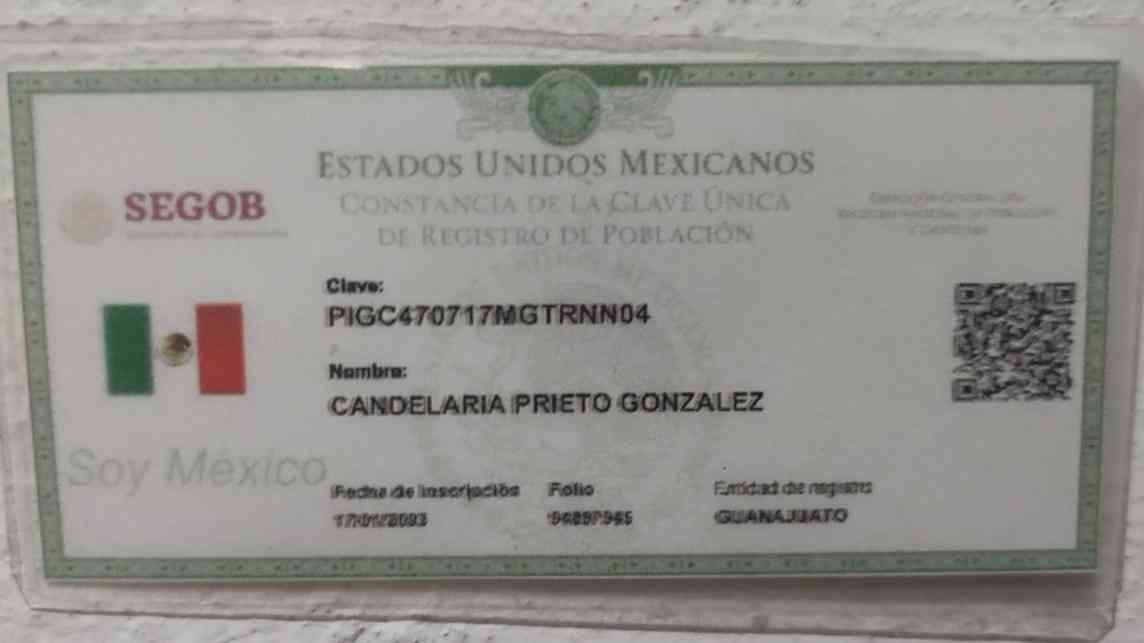 ESTADOS UNIDOS MEXICANOS
SEGOB
CONSTANCIA DE LA CLAVE ÚNICA
DE REGISTRO DE POBLACIÓN
Clave:
PIGC470717MGTRNN04
Nombre:
CANDELARIA PRIETO GONZALEZ
Soy México
Fecha de inscripción Folio Entidad de registro
GUANAJUATO